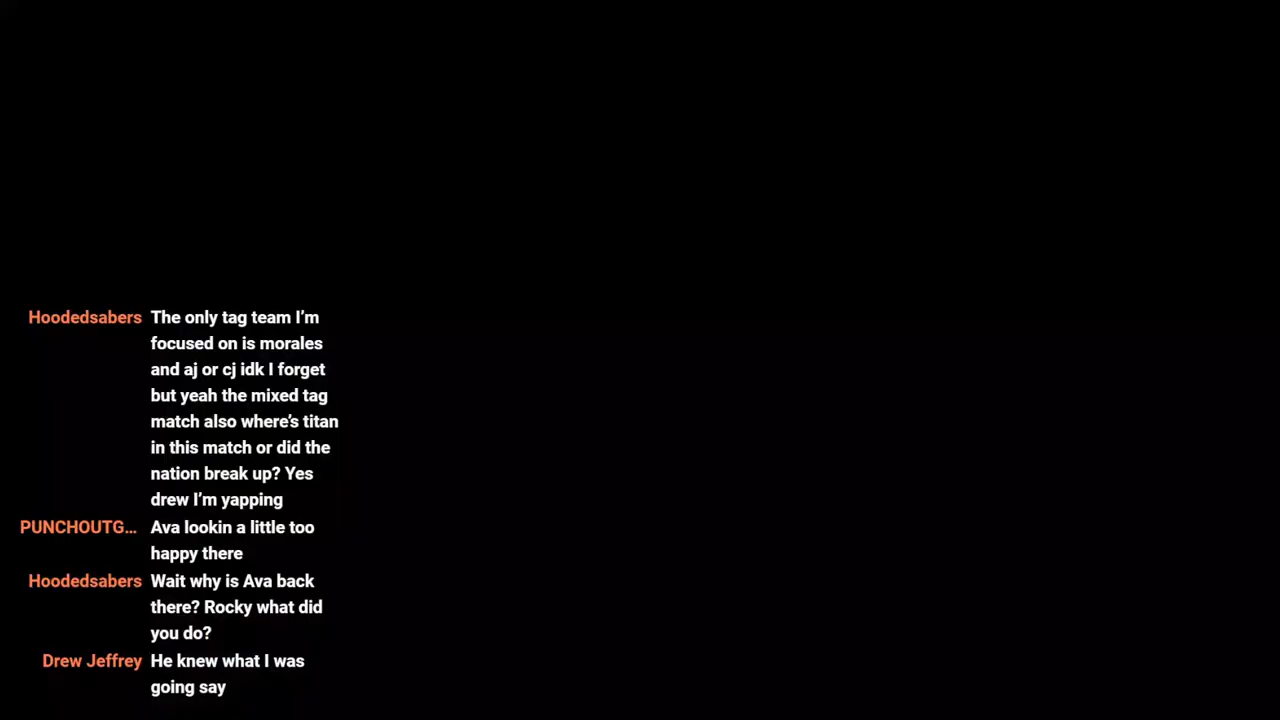 Hoodedsabers The only tag team I'm
focused on is morales
and aj or cj idk I forget
but yeah the mixed tag
match also where's titan
in this match or did the
nation break up? Yes
drew I'm yapping
PUNCHOUTG... Ava lookin a little too
happy there
Hoodedsabers Wait why is Ava back
there? Rocky what did
you do?
Drew Jeffrey He knew what I was
going say